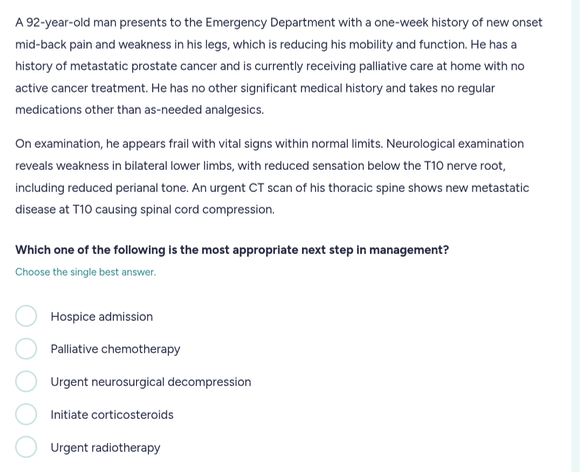 A 92-year-old man presents to the Emergency Department with a one-week history of new onset
mid-back pain and weakness in his legs, which is reducing his mobility and function. He has a
history of metastatic prostate cancer and is currently receiving palliative care at home with no
active cancer treatment. He has no other significant medical history and takes no regular
medications other than as-needed analgesics.
On examination, he appears frail with vital signs within normal limits. Neurological examination
reveals weakness in bilateral lower limbs, with reduced sensation below the T10 nerve root,
including reduced perianal tone. An urgent CT scan of his thoracic spine shows new metastatic
disease at T10 causing spinal cord compression.
Which one of the following is the most appropriate next step in management?
Choose the single best answer.
Hospice admission
Palliative chemotherapy
Urgent neurosurgical decompression
Initiate corticosteroids
Urgent radiotherapy